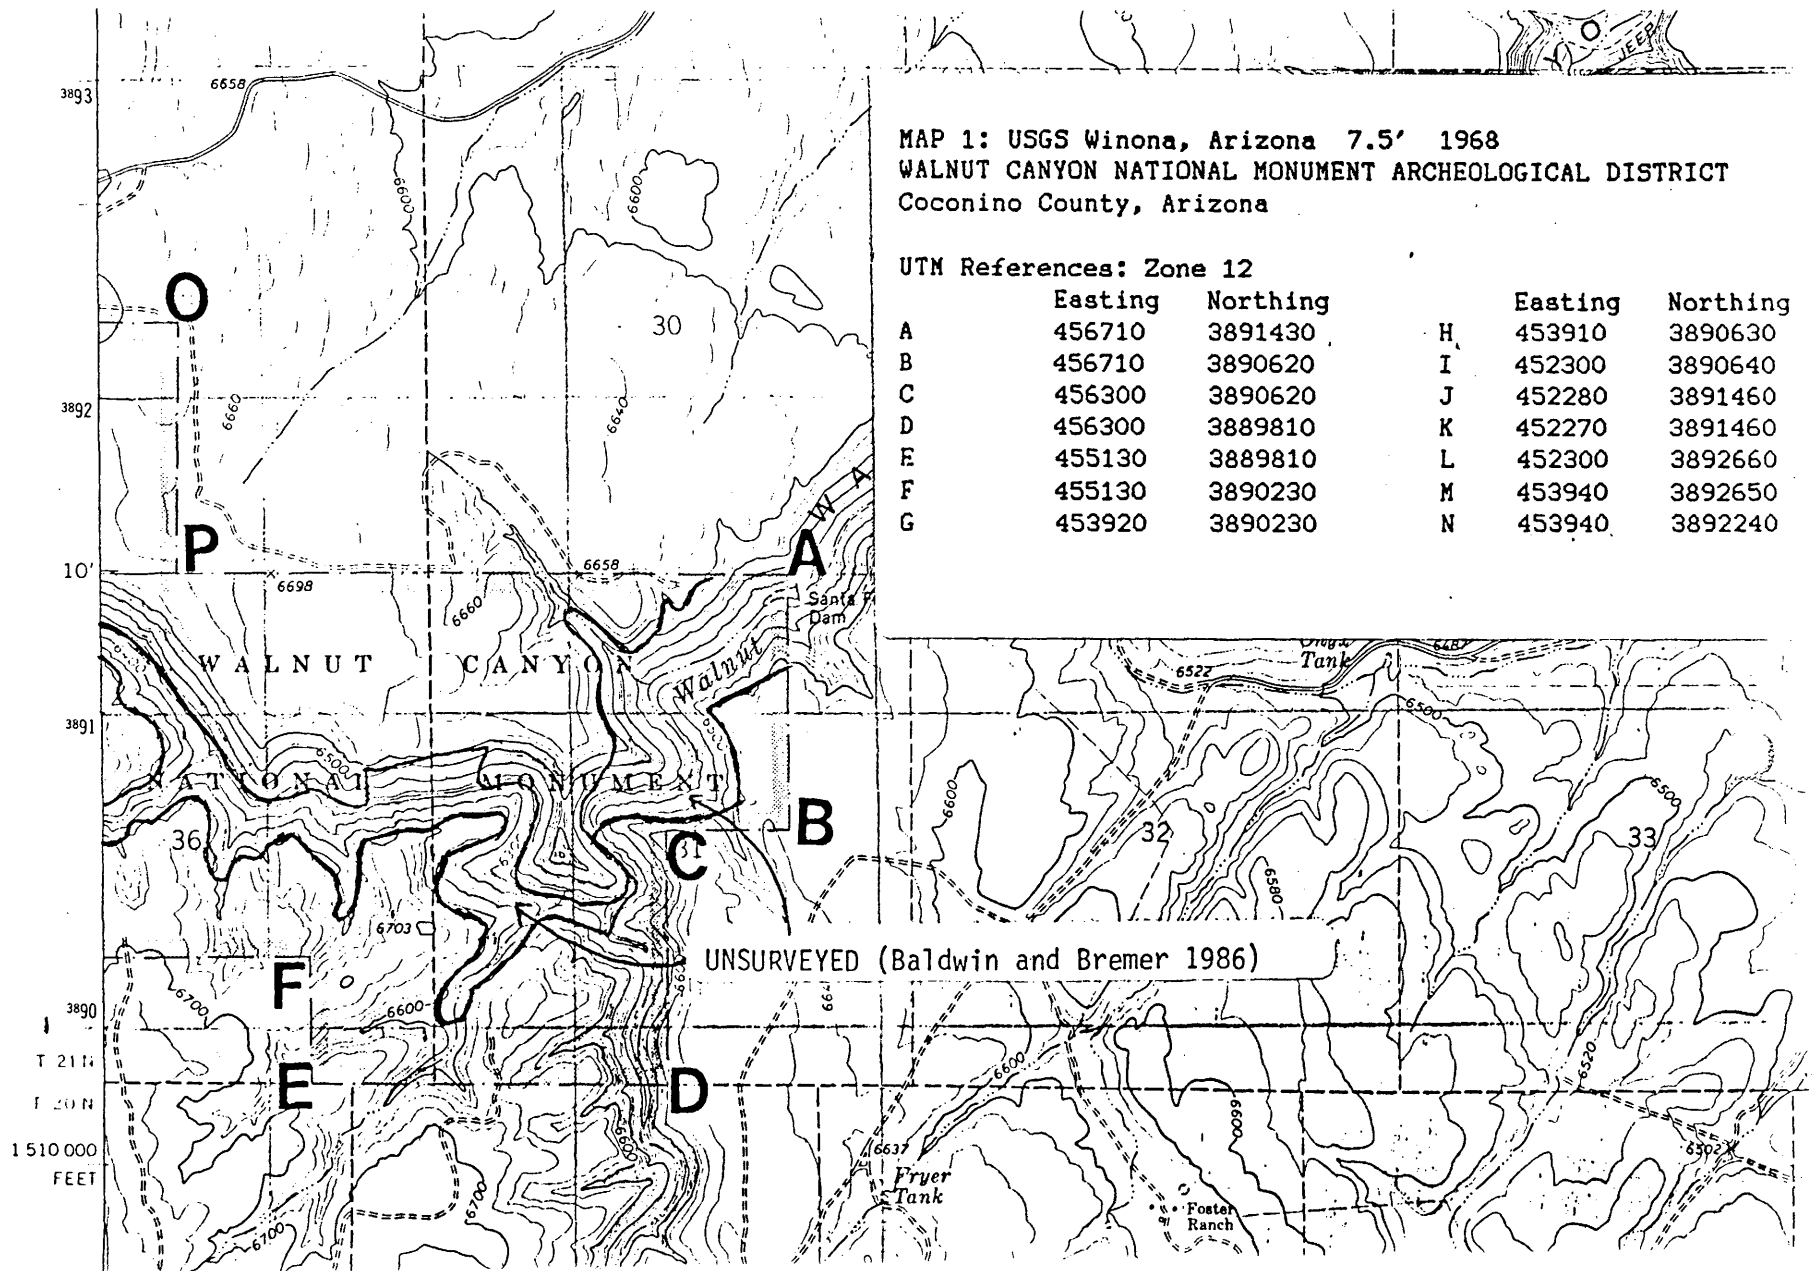 3893
6658
O
JEEP
MAP 1: USGS Winona, Arizona 7.5' 1968
WALNUT CANYON NATIONAL MONUMENT ARCHEOLOGICAL DISTRICT
Coconino County, Arizona
UTM References: Zone 12
Easting Northing Easting Northing
A 456710 3891430 H 453910 3890630
B 456710 3890620 I 452300 3890640
C 456300 3890620 J 452280 3891460
D 456300 3889810 K 452270 3891460
E 455130 3889810 L 452300 3892660
F 455130 3890230 M 453940 3892650
G 453920 3890230 N 453940 3892240
6600
6600
O
30
3892
6660
6640
W A
P
A
10'
6698
6658
6660
Santa
Dam
WALNUT CANYON
Walnut
Tank
6522
6487
3891
6500
6500
6500
NATIONAL MONUMENT
6600
6500
B
36
C
31
32
33
6580
6703
UNSURVEYED (Baldwin and Bremer 1986)
F
6700
6600
3890
T 21 N
T 20 N
E
D
6600
6520
6600
6600
1 510 000
FEET
6637
Fryer
Tank
6502
6700
6700
Foster
Ranch